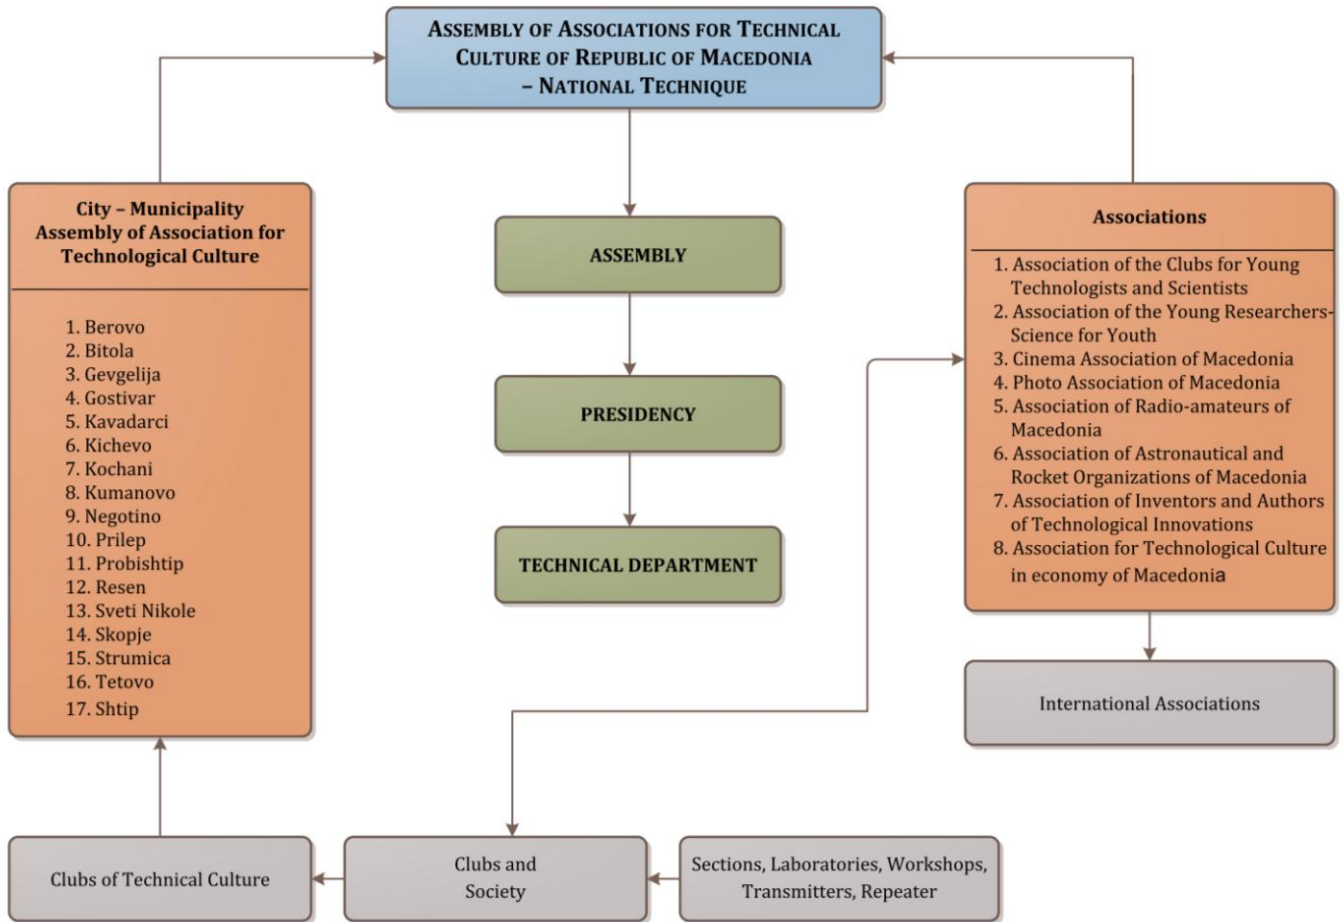 ASSEMBLY OF ASSOCIATIONS FOR TECHNICAL
CULTURE OF REPUBLIC OF MACEDONIA
– NATIONAL TECHNIQUE
City – Municipality
Assembly of Association for
Technological Culture
1. Berovo
2. Bitola
3. Gevgelija
4. Gostivar
5. Kavadarci
6. Kichevo
7. Kochani
8. Kumanovo
9. Negotino
10. Prilep
11. Probishtip
12. Resen
13. Sveti Nikole
14. Skopje
15. Strumica
16. Tetovo
17. Shtip
ASSEMBLY
PRESIDENCY
TECHNICAL DEPARTMENT
Associations
1. Association of the Clubs for Young
Technologists and Scientists
2. Association of the Young Researchers-
Science for Youth
3. Cinema Association of Macedonia
4. Photo Association of Macedonia
5. Association of Radio-amateurs of
Macedonia
6. Association of Astronautical and
Rocket Organizations of Macedonia
7. Association of Inventors and Authors
of Technological Innovations
8. Association for Technological Culture
in economy of Macedonia
International Associations
Clubs of Technical Culture
Clubs and
Society
Sections, Laboratories, Workshops,
Transmitters, Repeater